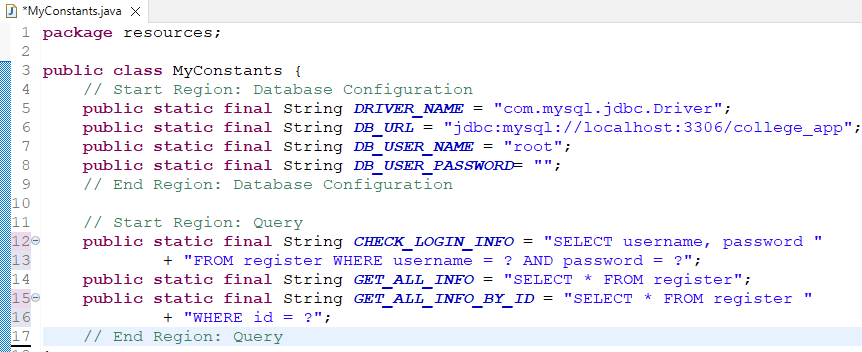 *MyConstants.java
1 package resources;
2
3 public class MyConstants {
4 // Start Region: Database Configuration
5 public static final String DRIVER_NAME = "com.mysql.jdbc.Driver";
6 public static final String DB_URL = "jdbc:mysql://localhost:3306/college_app";
7 public static final String DB_USER_NAME = "root";
8 public static final String DB_USER_PASSWORD= "";
9 // End Region: Database Configuration
10
11 // Start Region: Query
12 public static final String CHECK_LOGIN_INFO = "SELECT username, password "
13 + "FROM register WHERE username = ? AND password = ?";
14 public static final String GET_ALL_INFO = "SELECT * FROM register";
15 public static final String GET_ALL_INFO_BY_ID = "SELECT * FROM register "
16 + "WHERE id = ?";
17 // End Region: Query